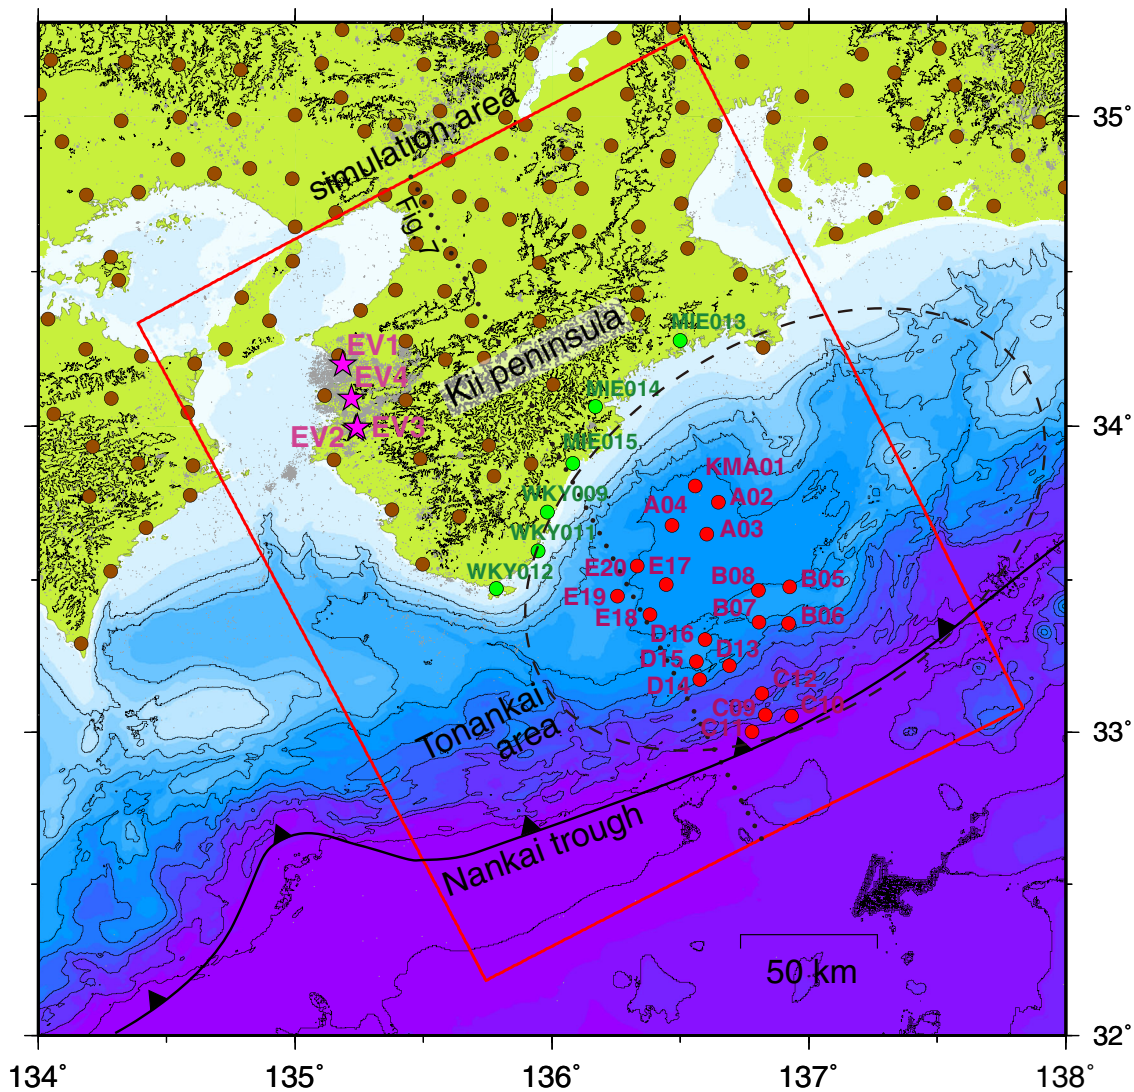 simulation area
35°
Fig. 7
MIE013
EV1
Kii peninsula
EV4
MIE014
EV2
EV3
34°
MIE015
KMA01
WKY009
A04
A02
WKY011
A03
WKY012
E20
E17
B08
B05
E19
E18
B07
B06
D16
D13
D15
D14
C12
C09
C10
C11
Tonankai
area
33°
Nankai trough
50 km
32°
134°
135°
136°
137°
138°